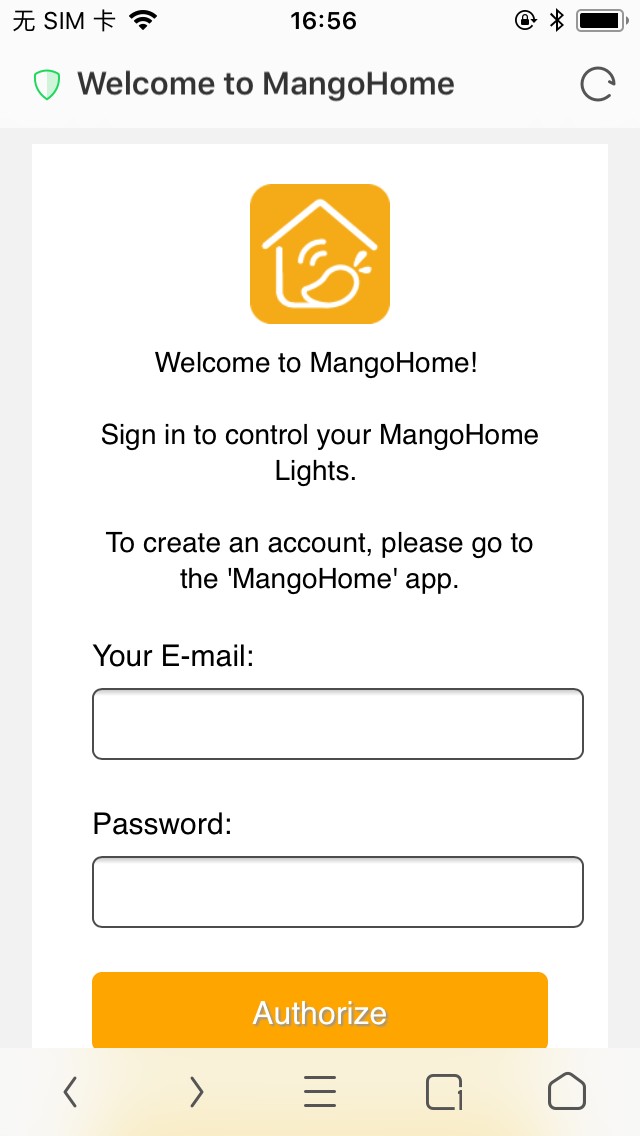 无 SIM 卡 16:56
Welcome to MangoHome
Welcome to MangoHome!
Sign in to control your MangoHome
Lights.
To create an account, please go to
the 'MangoHome' app.
Your E-mail:
Password:
Authorize
1